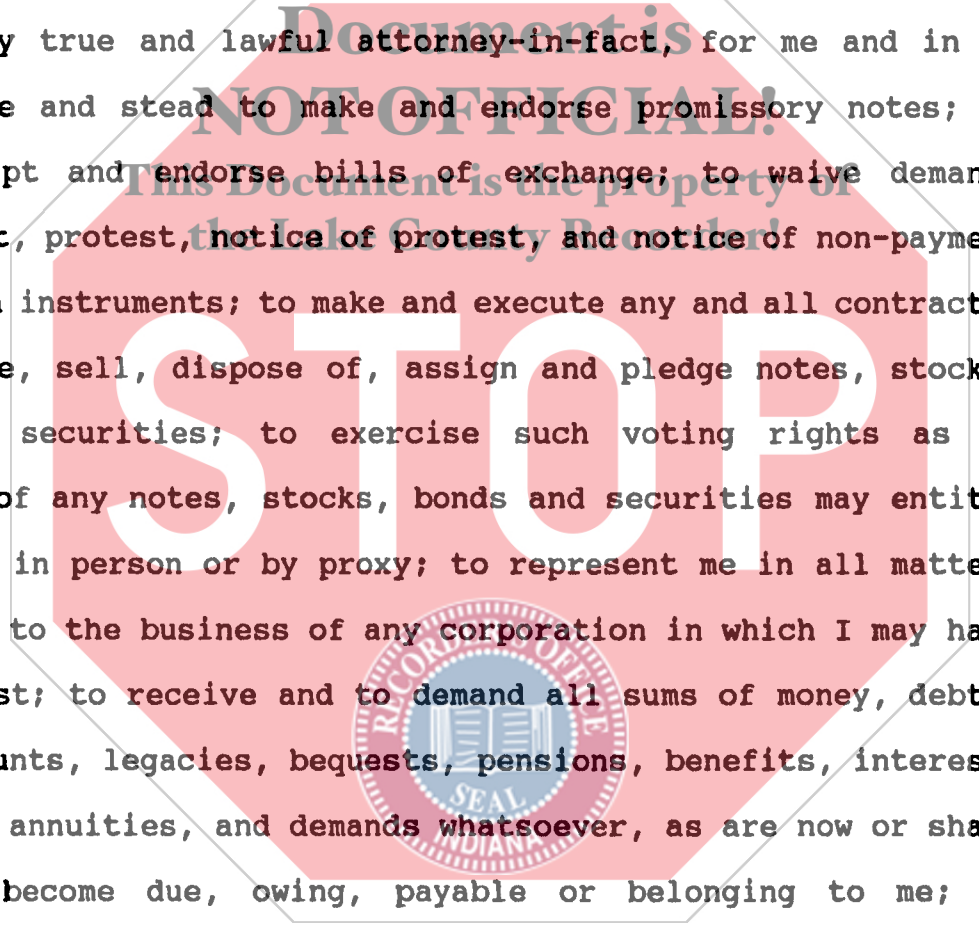 Document is
y true and lawful attorney-in-fact, for me and in
NOT OFFICIAL!
e and stead to make and endorse promissory notes;
This Document is the property of
pt and endorse bills of exchange; to waive deman
the Lake County Recorder!
t, protest, notice of protest, and notice of non-payme
instruments; to make and execute any and all contract
e, sell, dispose of, assign and pledge notes, stock
STOP
securities; to exercise such voting rights as
of any notes, stocks, bonds and securities may entit
in person or by proxy; to represent me in all matte
to the business of any corporation in which I may ha
st; to receive and to demand all sums of money, debt
unts, legacies, bequests, pensions, benefits, interes
annuities, and demands whatsoever, as are now or sha
become due, owing, payable or belonging to me;
RECORDER'S OFFICE
SEAL
INDIANA